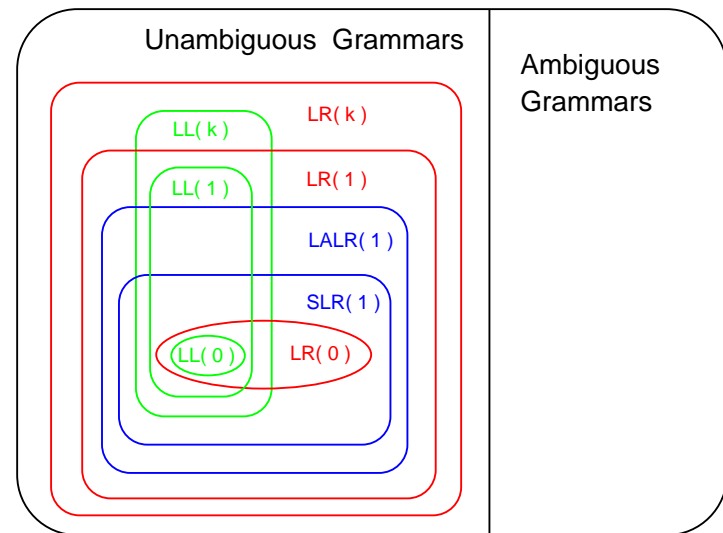 Unambiguous Grammars
Ambiguous
Grammars
LR( k )
LL( k )
LR( 1 )
LL( 1 )
LALR( 1 )
SLR( 1 )
LL( 0 )
LR( 0 )